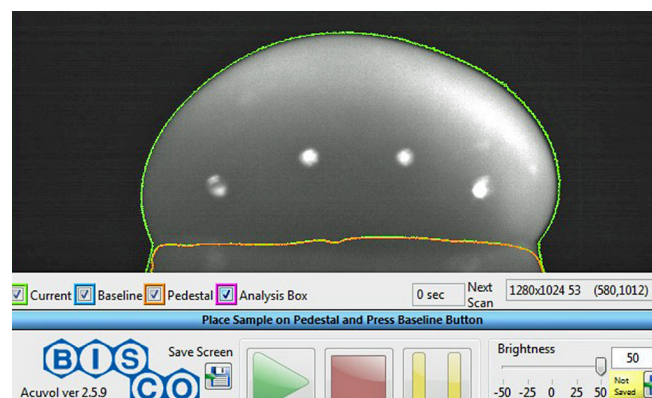 Current Baseline Pedestal Analysis Box
0 sec
Next
Scan
1280x1024 53 (580,1012)
Place Sample on Pedestal and Press Baseline Button
BISCO
Acuvol ver 2.5.9
Save Screen
Brightness
50
-50 -25 0 25 50
Not
Saved